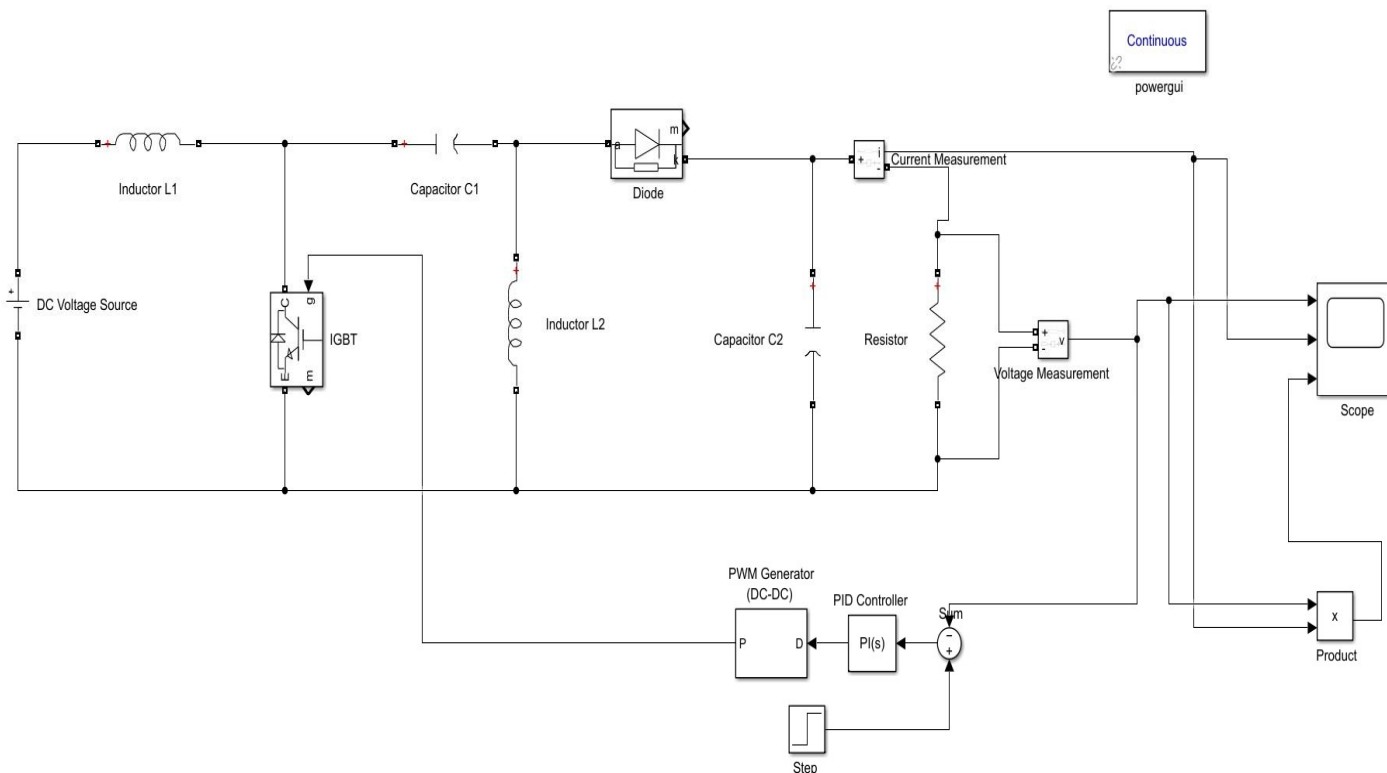 Continuous
powergui
+
Inductor L1
+
Capacitor C1
a
m
k
Diode
+
i
-
Current Measurement
+
DC Voltage Source
C
g
E
m
IGBT
+
Inductor L2
+
Capacitor C2
+
Resistor
+
-
v
Voltage Measurement
Scope
PWM Generator
(DC-DC)
P
D
PID Controller
PI(s)
Sum
−
+
x
Product
Step